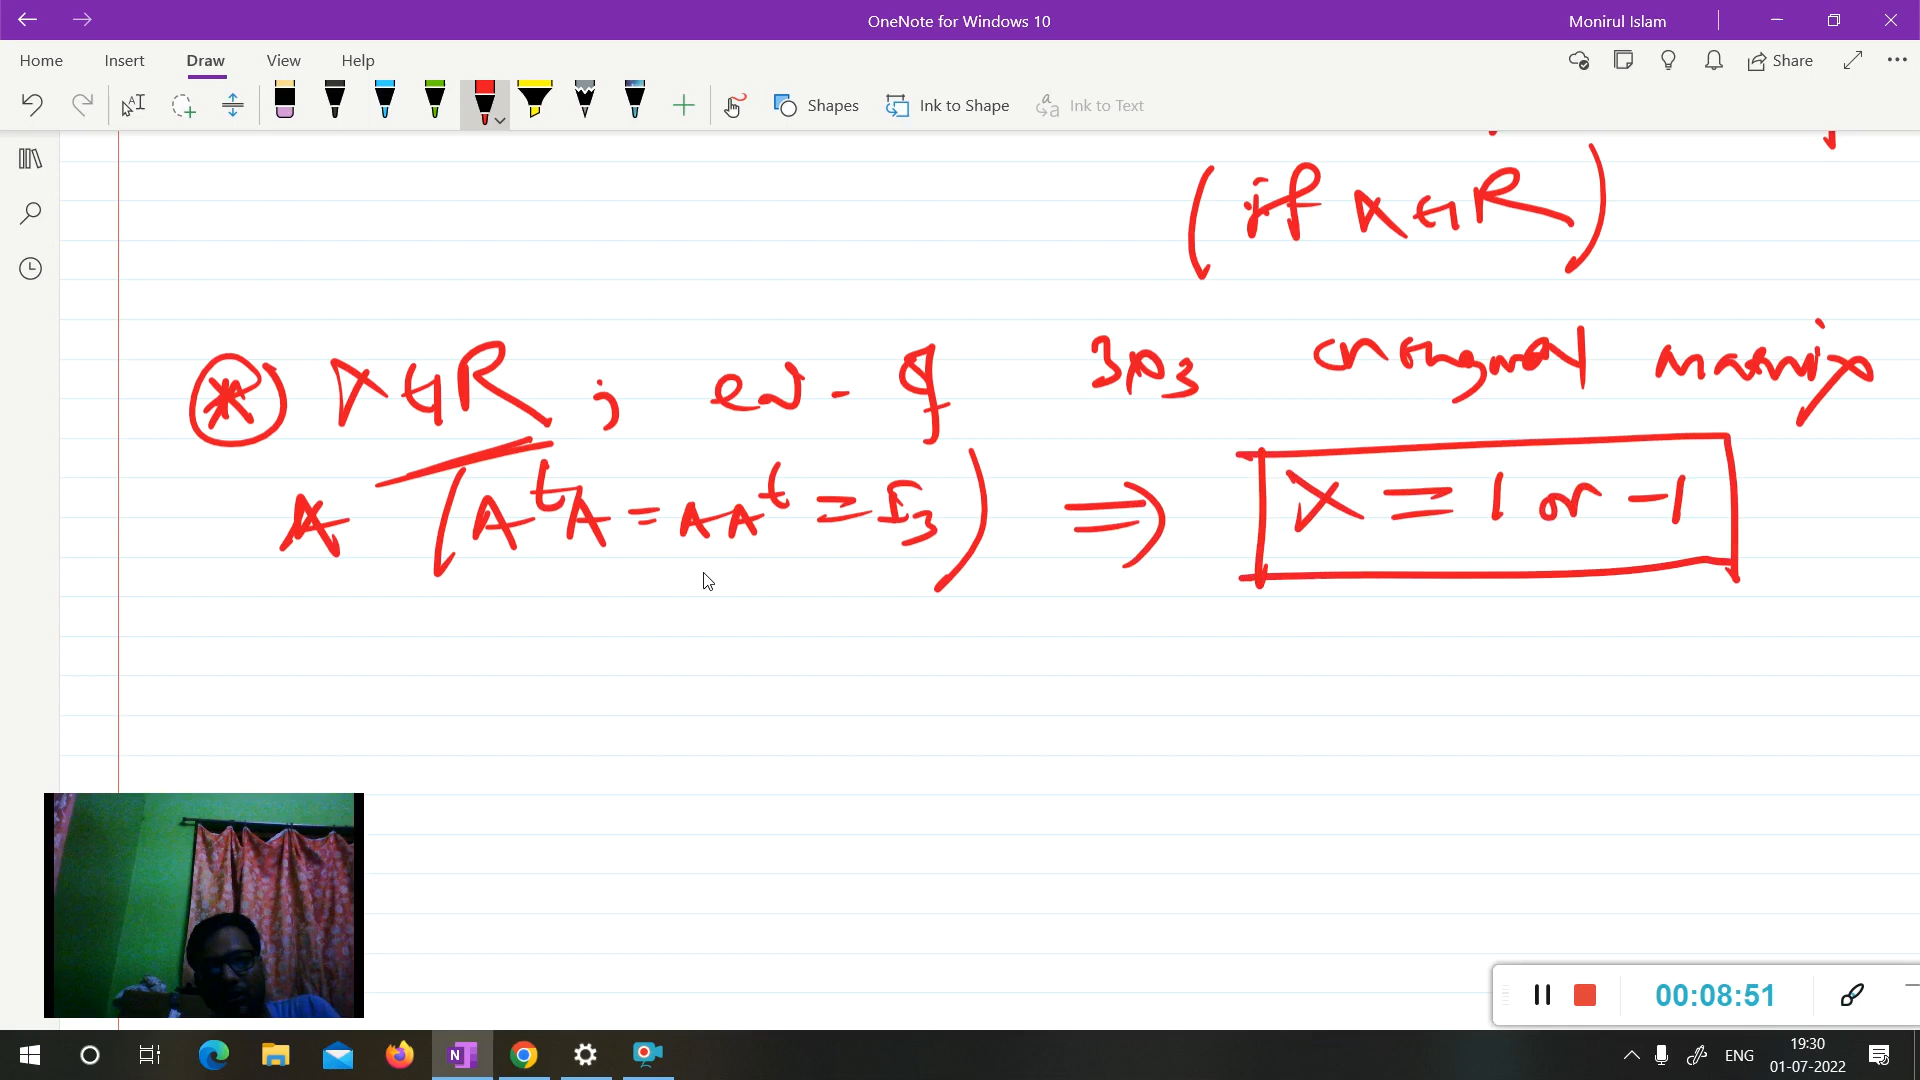 OneNote for Windows 10
Monirul Islam
Home Insert Draw View Help
Share
Shapes Ink to Shape Ink to Text
(if λ∈R)
* λ∈R ; ev. of 3×3 orthogonal matrix
A (AᵗA = AAᵗ = I₃) ⇒ λ = 1 or -1
00:08:51
ENG
19:30
01-07-2022